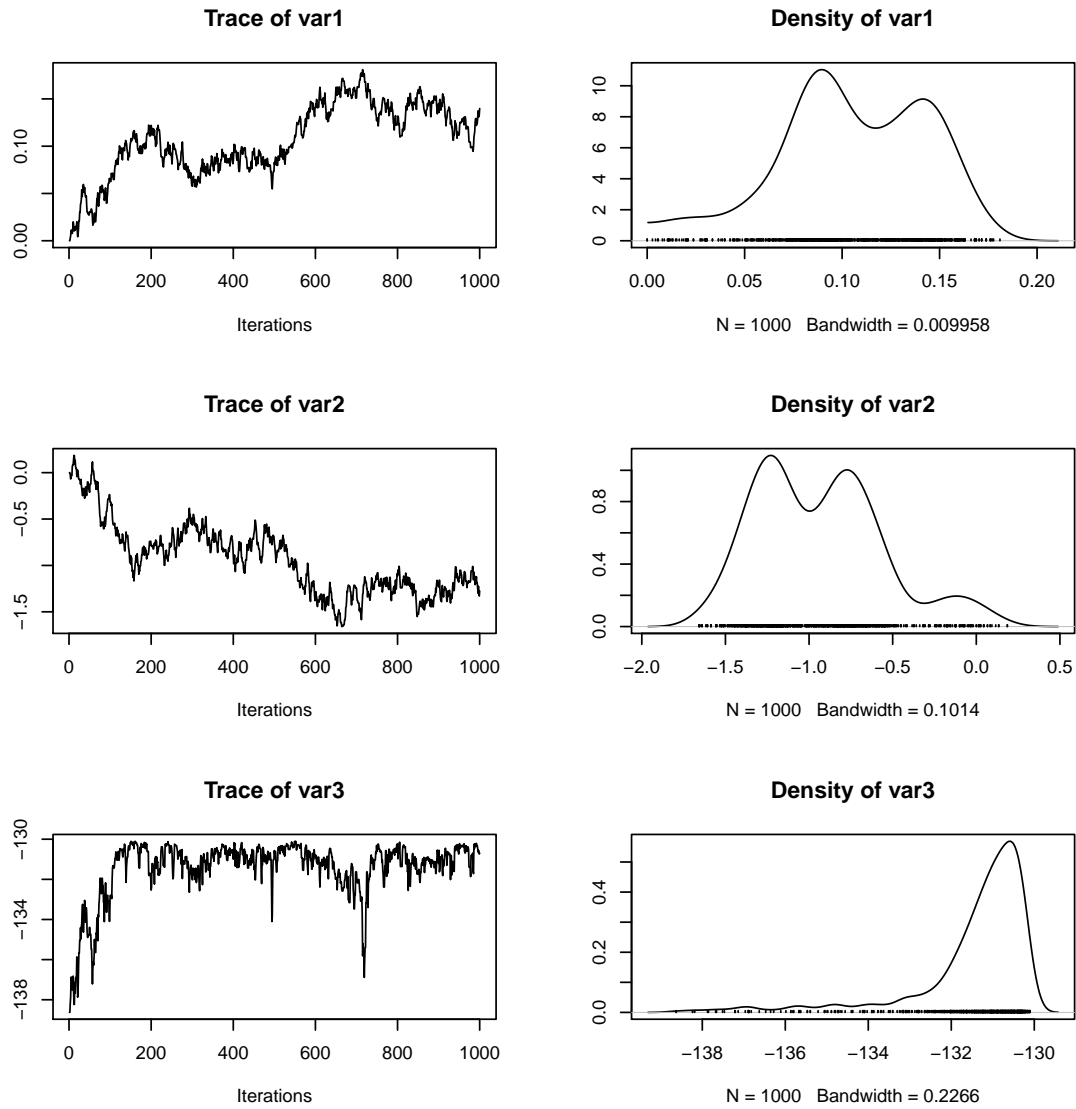 Trace of var1
0.00 0.10
0 200 400 600 800 1000
Iterations
Density of var1
0 2 4 6 8 10
0.00 0.05 0.10 0.15 0.20
N = 1000 Bandwidth = 0.009958
Trace of var2
−1.5 −0.5 0.0
0 200 400 600 800 1000
Iterations
Density of var2
0.0 0.4 0.8
−2.0 −1.5 −1.0 −0.5 0.0 0.5
N = 1000 Bandwidth = 0.1014
Trace of var3
−138 −134 −130
0 200 400 600 800 1000
Iterations
Density of var3
0.0 0.2 0.4
−138 −136 −134 −132 −130
N = 1000 Bandwidth = 0.2266